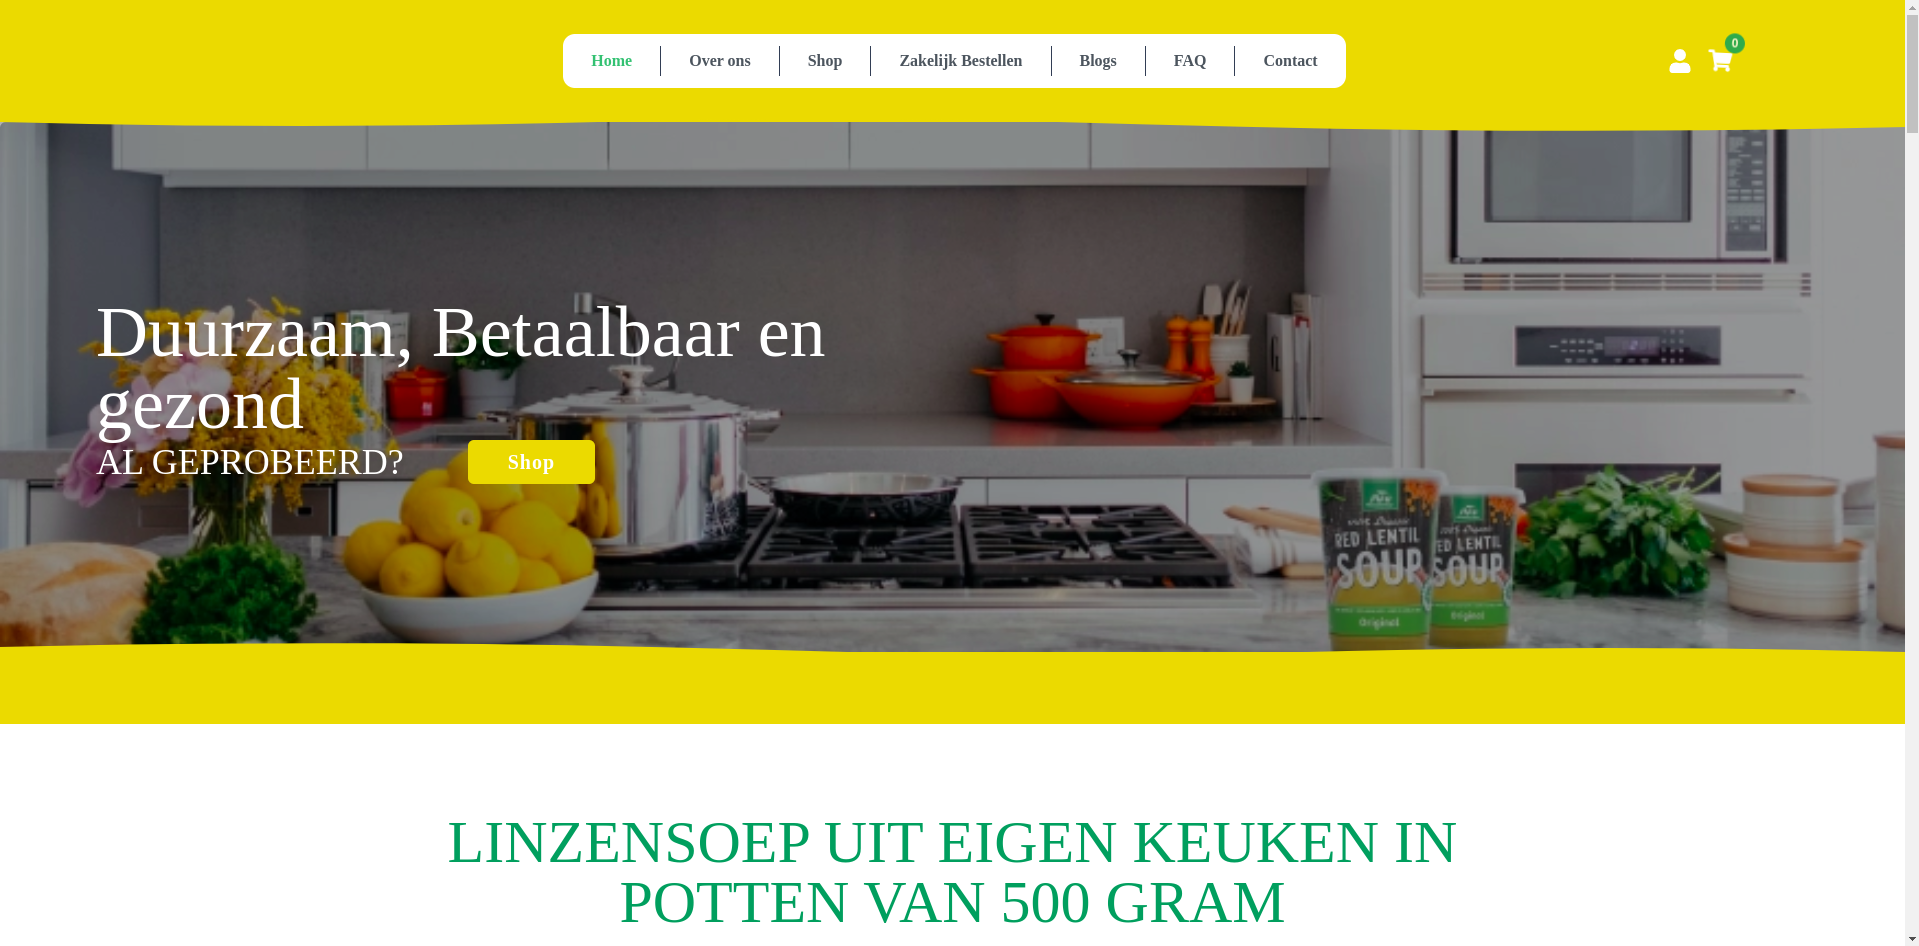 Home
Over ons
Shop
Zakelijk Bestellen
Blogs
FAQ
Contact
0
Duurzaam, Betaalbaar en
gezond
AL GEPROBEERD?
Shop
RED LENTIL
SOUP
Original
RED LENTIL
SOUP
Original
LINZENSOEP UIT EIGEN KEUKEN IN
POTTEN VAN 500 GRAM